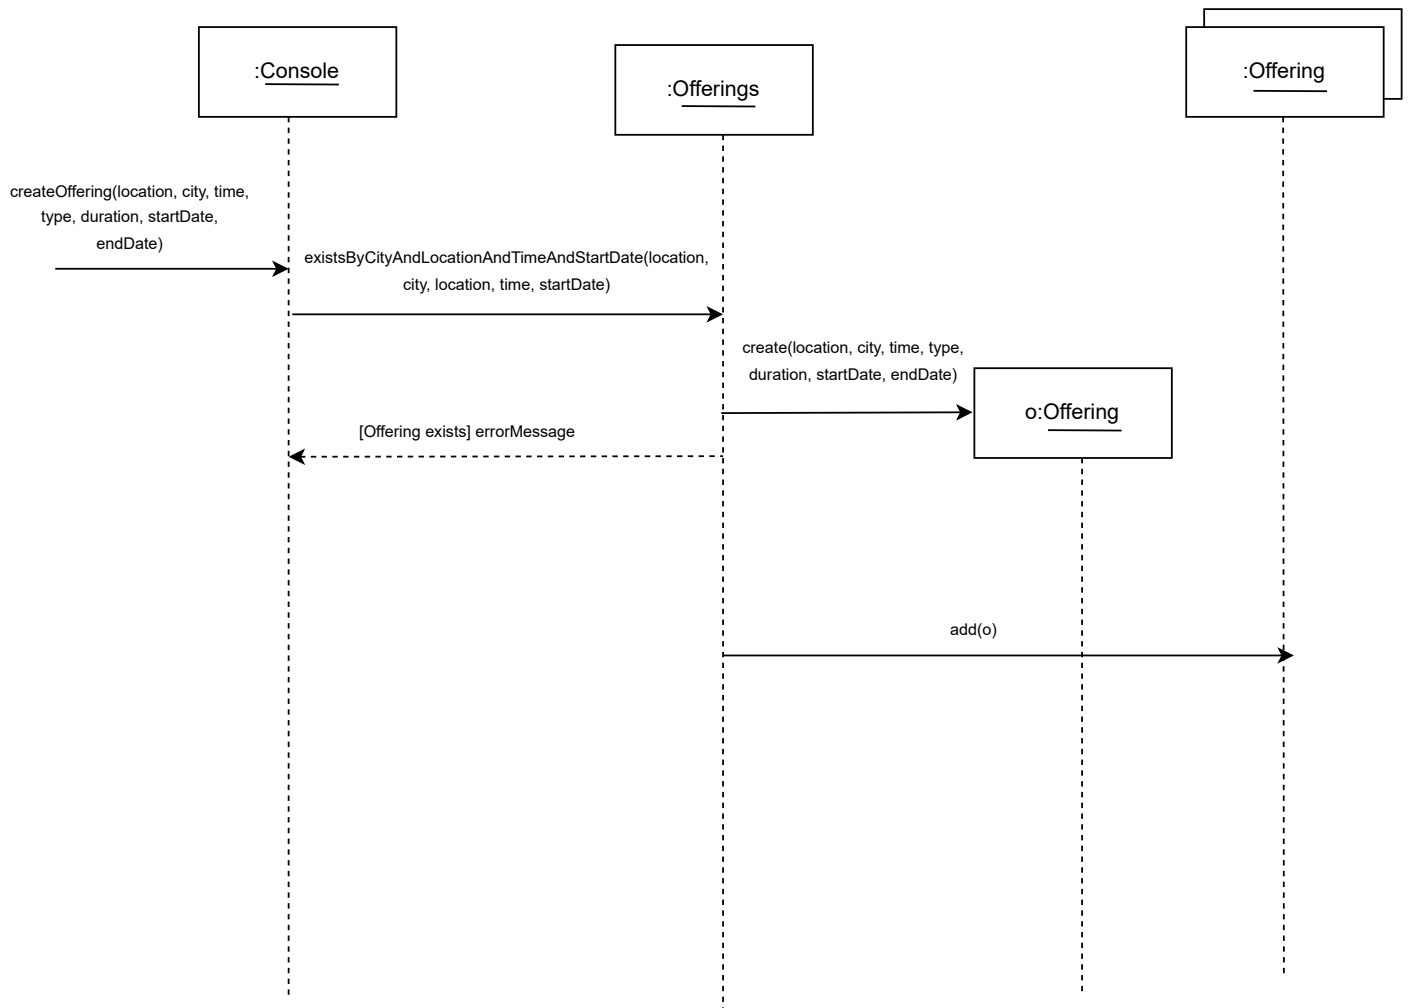 :Console
:Offerings
:Offering
createOffering(location, city, time,
type, duration, startDate,
endDate)
existsByCityAndLocationAndTimeAndStartDate(location,
city, location, time, startDate)
create(location, city, time, type,
duration, startDate, endDate)
o:Offering
[Offering exists] errorMessage
add(o)